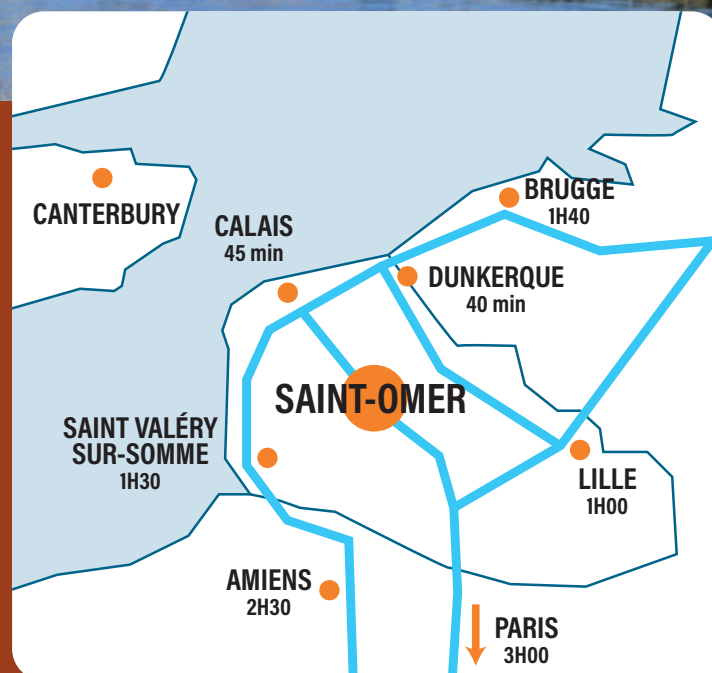 CANTERBURY
CALAIS
45 min
BRUGGE
1H40
DUNKERQUE
40 min
SAINT-OMER
SAINT VALÉRY
SUR-SOMME
1H30
LILLE
1H00
AMIENS
2H30
PARIS
3H00